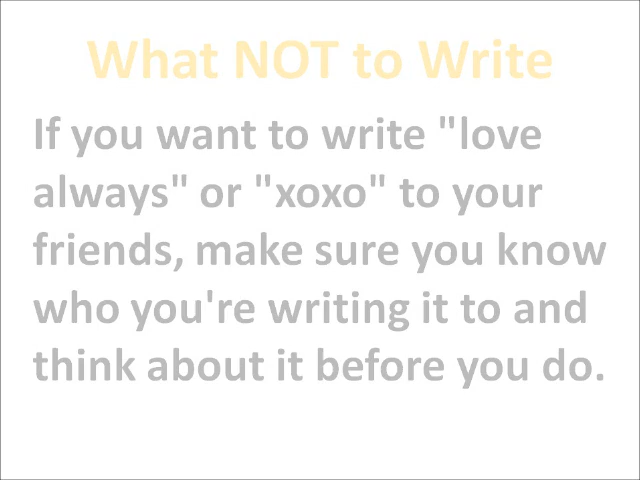 What NOT to Write
If you want to write "love
always" or "xoxo" to your
friends, make sure you know
who you're writing it to and
think about it before you do.